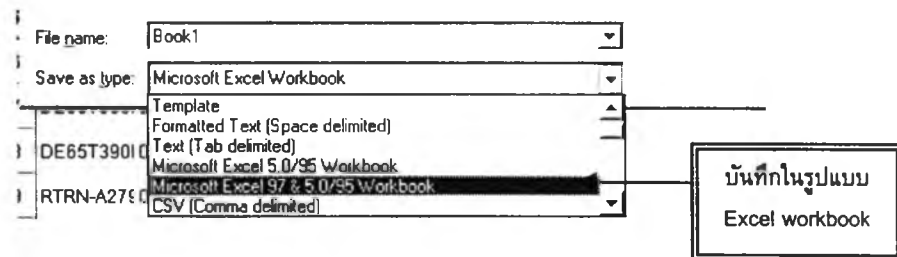 File name: Book1
Save as type: Microsoft Excel Workbook
Template
Formatted Text (Space delimited)
Text (Tab delimited)
DE65T390
Microsoft Excel 5.0/95 Workbook
Microsoft Excel 97 & 5.0/95 Workbook
RTRN-A279
CSV (Comma delimited)
บันทึกในรูปแบบ
Excel workbook